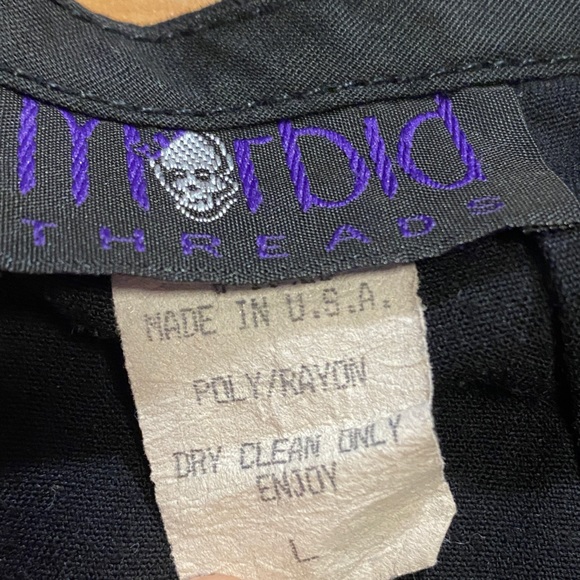 Morbid
THREADS
MADE IN U.S.A.
POLY/RAYON
DRY CLEAN ONLY
ENJOY
L